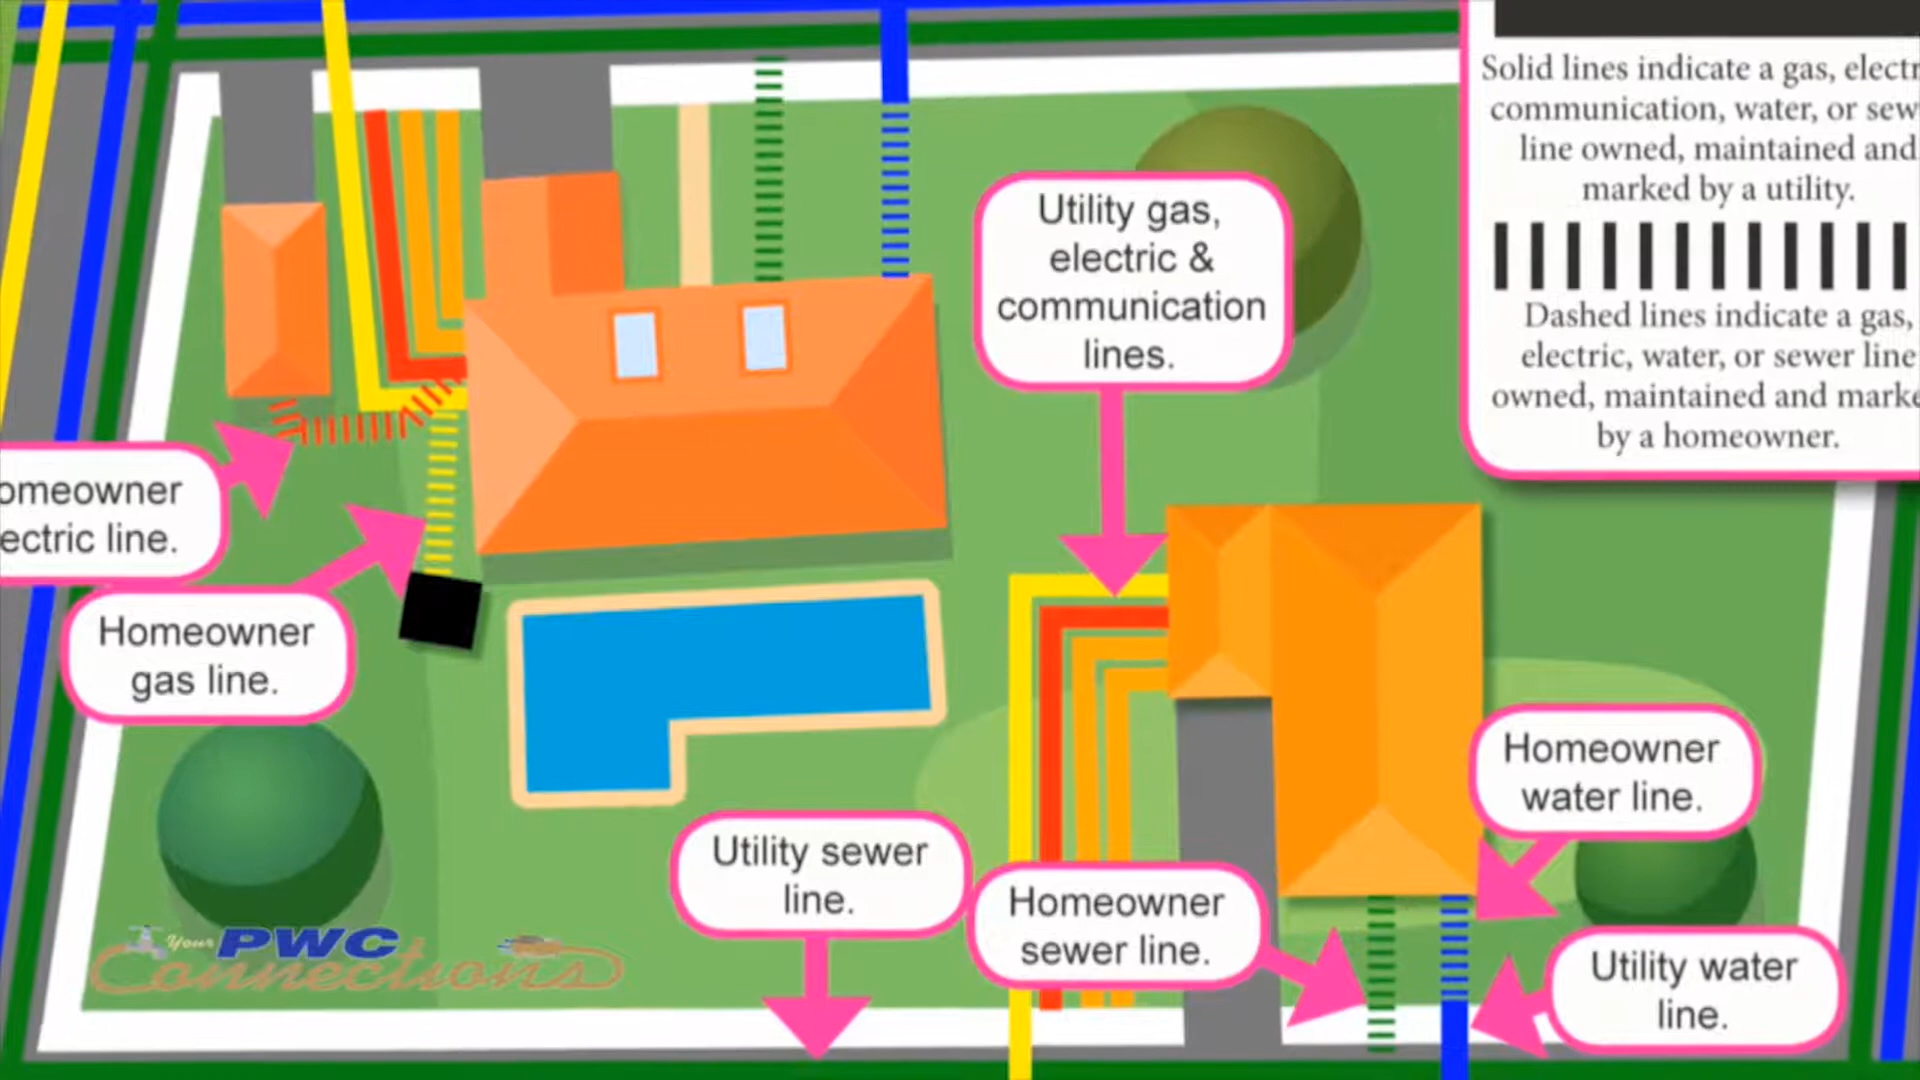 Solid lines indicate a gas, electr
communication, water, or sew
line owned, maintained and
marked by a utility.
Dashed lines indicate a gas,
electric, water, or sewer line
owned, maintained and marke
by a homeowner.
Utility gas,
electric &
communication
lines.
omeowner
ectric line.
Homeowner
gas line.
Homeowner
water line.
Utility sewer
line.
Homeowner
sewer line.
Utility water
line.
Your PWC
Connections